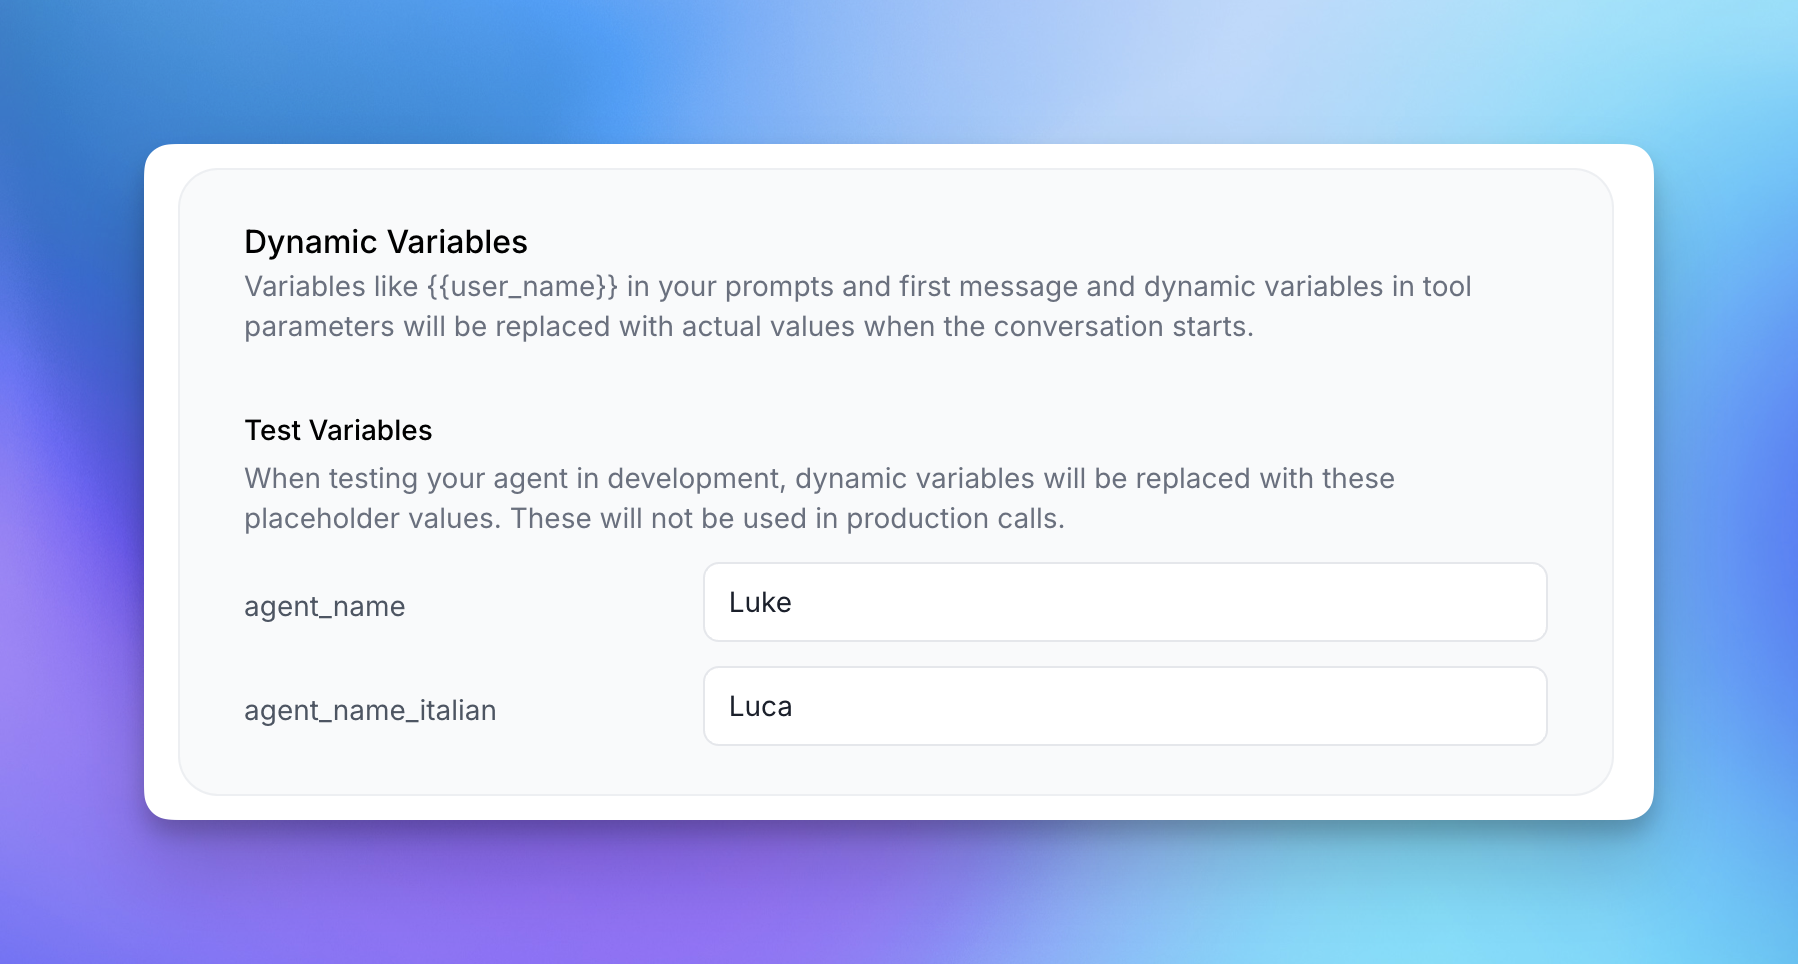 Dynamic Variables
Variables like {{user_name}} in your prompts and first message and dynamic variables in tool
parameters will be replaced with actual values when the conversation starts.
Test Variables
When testing your agent in development, dynamic variables will be replaced with these
placeholder values. These will not be used in production calls.
agent_name
Luke
agent_name_italian
Luca